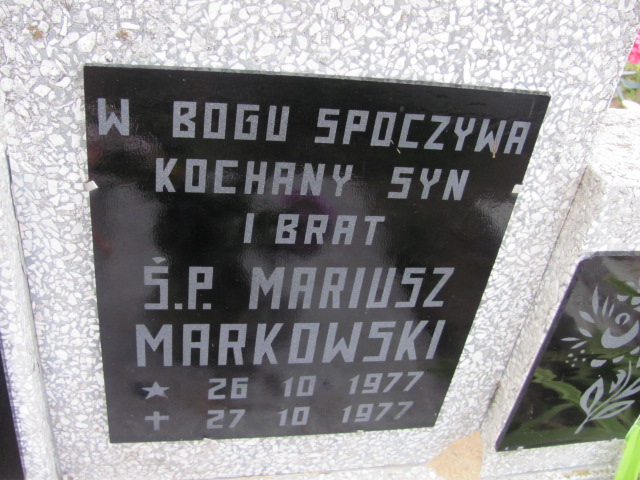 W BOGU SPOCZYWA
KOCHANY SYN
I BRAT
Ś.P. MARIUSZ
MARKOWSKI
★ 26 10 1977
+ 27 10 1977